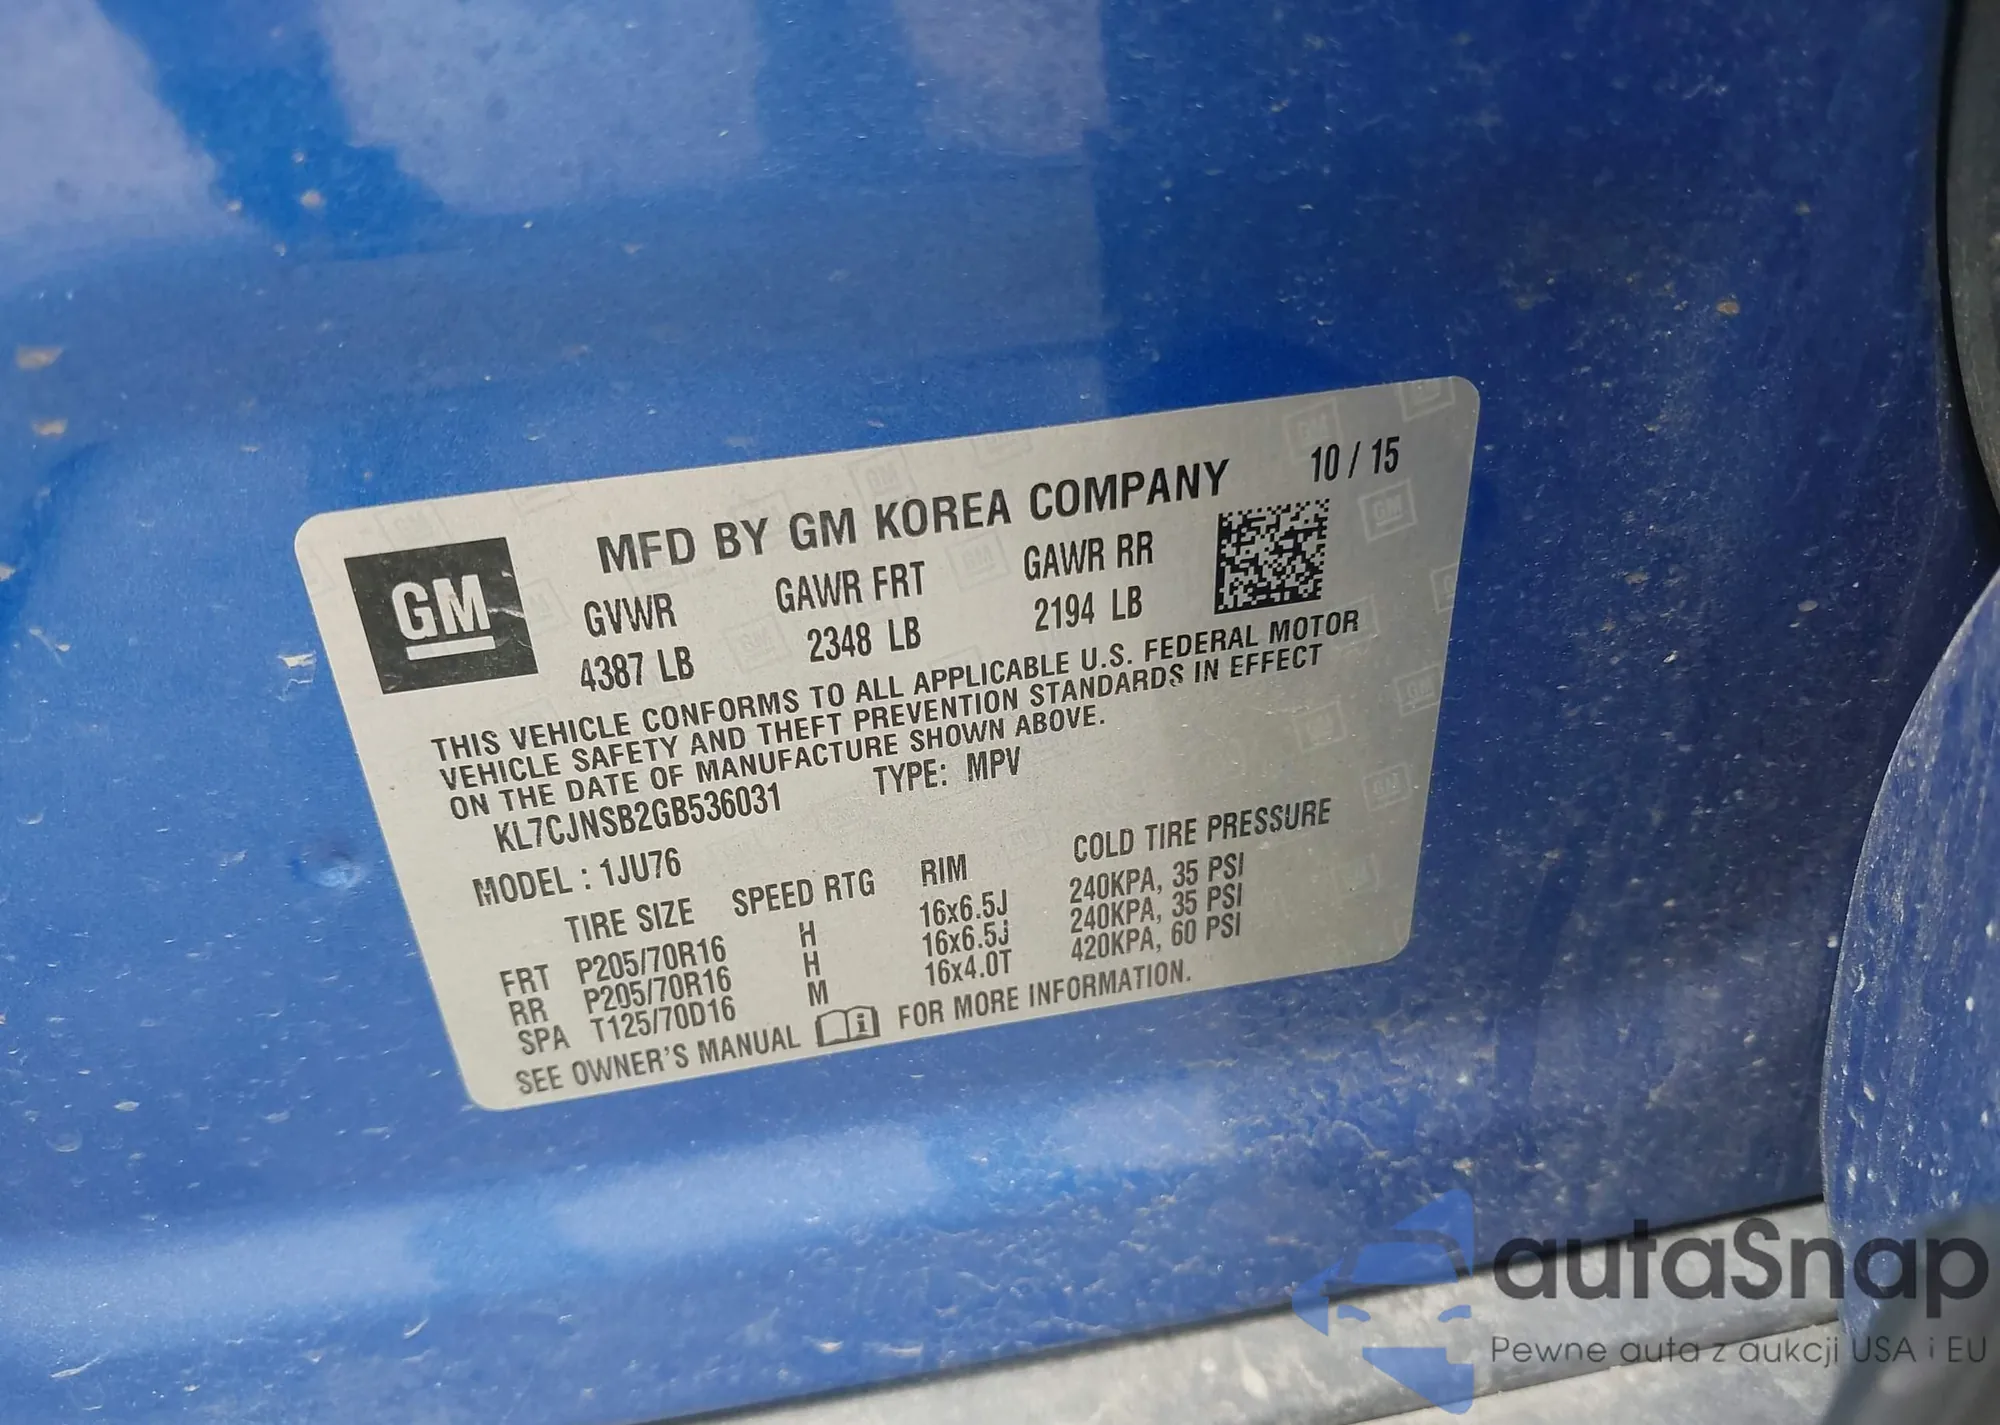 MFD BY GM KOREA COMPANY 10 / 15
GM
GVWR GAWR FRT GAWR RR
4387 LB 2348 LB 2194 LB
THIS VEHICLE CONFORMS TO ALL APPLICABLE U.S. FEDERAL MOTOR
VEHICLE SAFETY AND THEFT PREVENTION STANDARDS IN EFFECT
ON THE DATE OF MANUFACTURE SHOWN ABOVE.
KL7CJNSB2GB536031 TYPE: MPV
MODEL : 1JU76
TIRE SIZE SPEED RTG RIM COLD TIRE PRESSURE
FRT P205/70R16 H 16x6.5J 240KPA, 35 PSI
RR P205/70R16 H 16x6.5J 240KPA, 35 PSI
SPA T125/70D16 M 16x4.0T 420KPA, 60 PSI
SEE OWNER'S MANUAL i FOR MORE INFORMATION.
autaSnap
Pewne auta z aukcji USA i EU